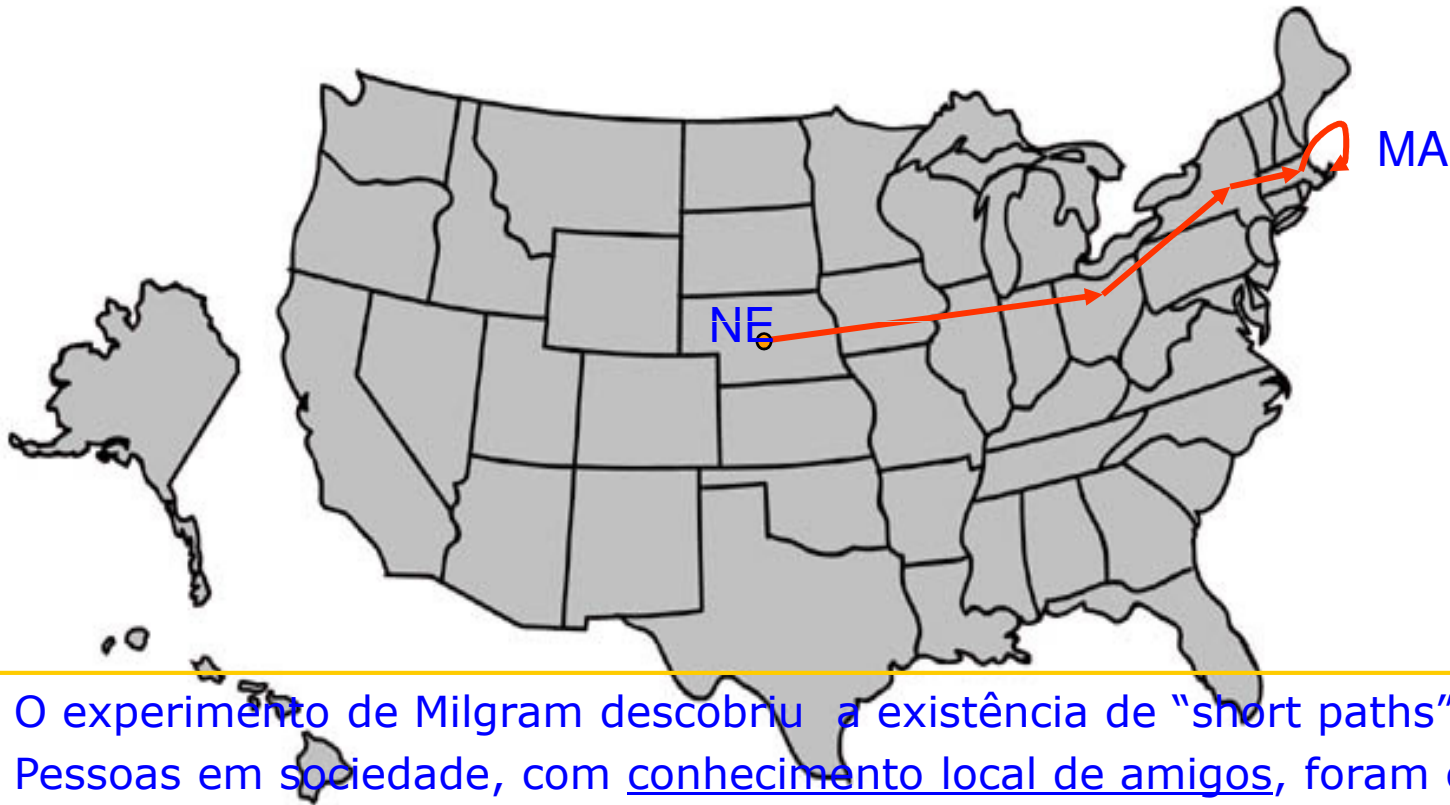 MA
NE
O experimento de Milgram descobriu a existência de “short paths”
Pessoas em sociedade, com conhecimento local de amigos, foram